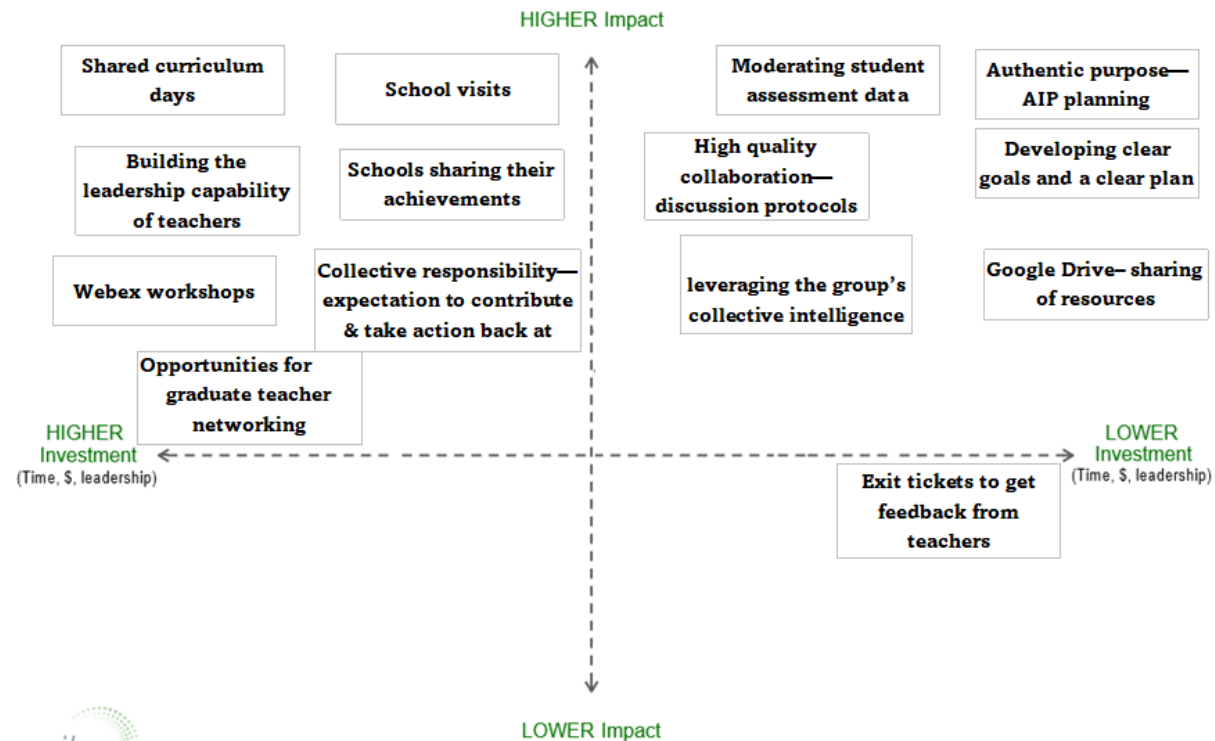 HIGHER Impact
Shared curriculum
days
School visits
Moderating student
assessment data
Authentic purpose—
AIP planning
Building the
leadership capability
of teachers
Schools sharing their
achievements
High quality
collaboration—
discussion protocols
Developing clear
goals and a clear plan
Webex workshops
Collective responsibility—
expectation to contribute
& take action back at
leveraging the group's
collective intelligence
Google Drive– sharing
of resources
Opportunities for
graduate teacher
networking
HIGHER
Investment
(Time, $, leadership)
LOWER
Investment
(Time, $, leadership)
Exit tickets to get
feedback from
teachers
LOWER Impact